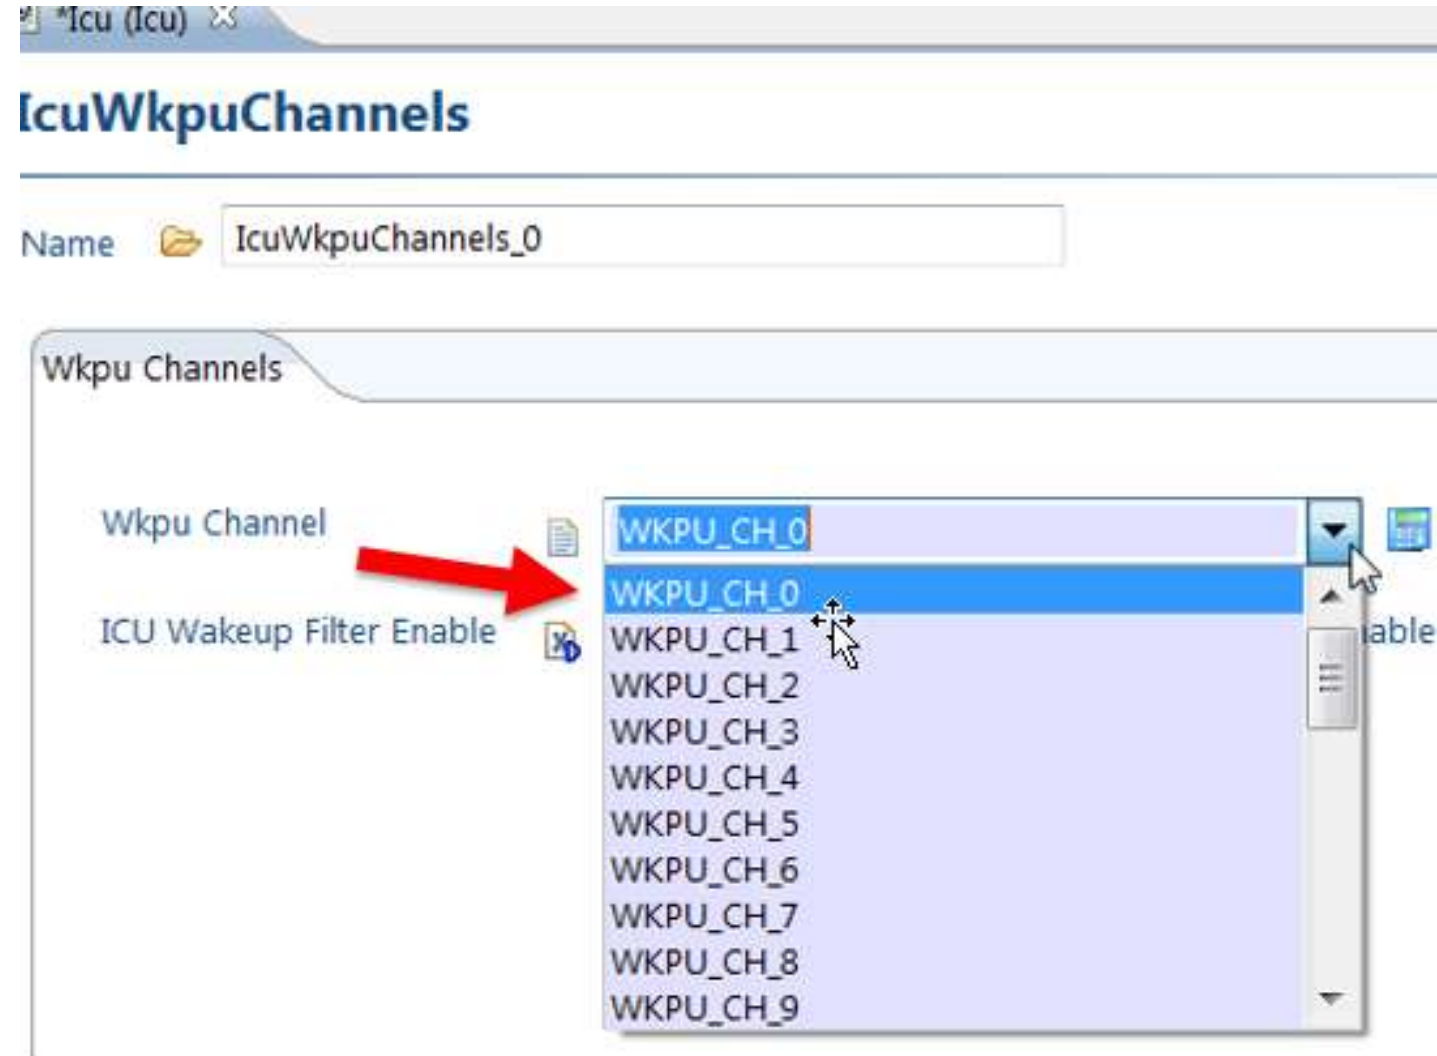 *Icu (Icu)
IcuWkpuChannels
Name IcuWkpuChannels_0
Wkpu Channels
Wkpu Channel WKPU_CH_0
WKPU_CH_0
ICU Wakeup Filter Enable
WKPU_CH_1
WKPU_CH_2
WKPU_CH_3
WKPU_CH_4
WKPU_CH_5
WKPU_CH_6
WKPU_CH_7
WKPU_CH_8
WKPU_CH_9